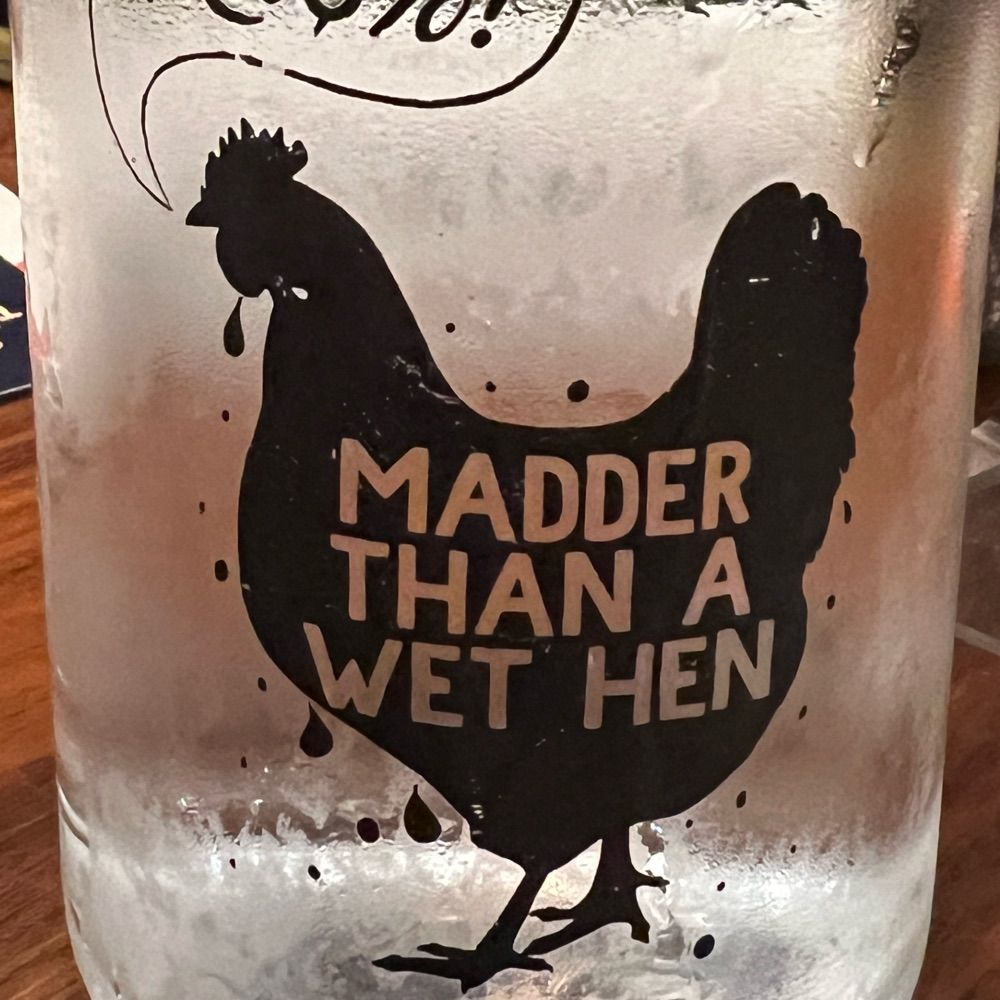 %!
MADDER
THAN A
WET HEN